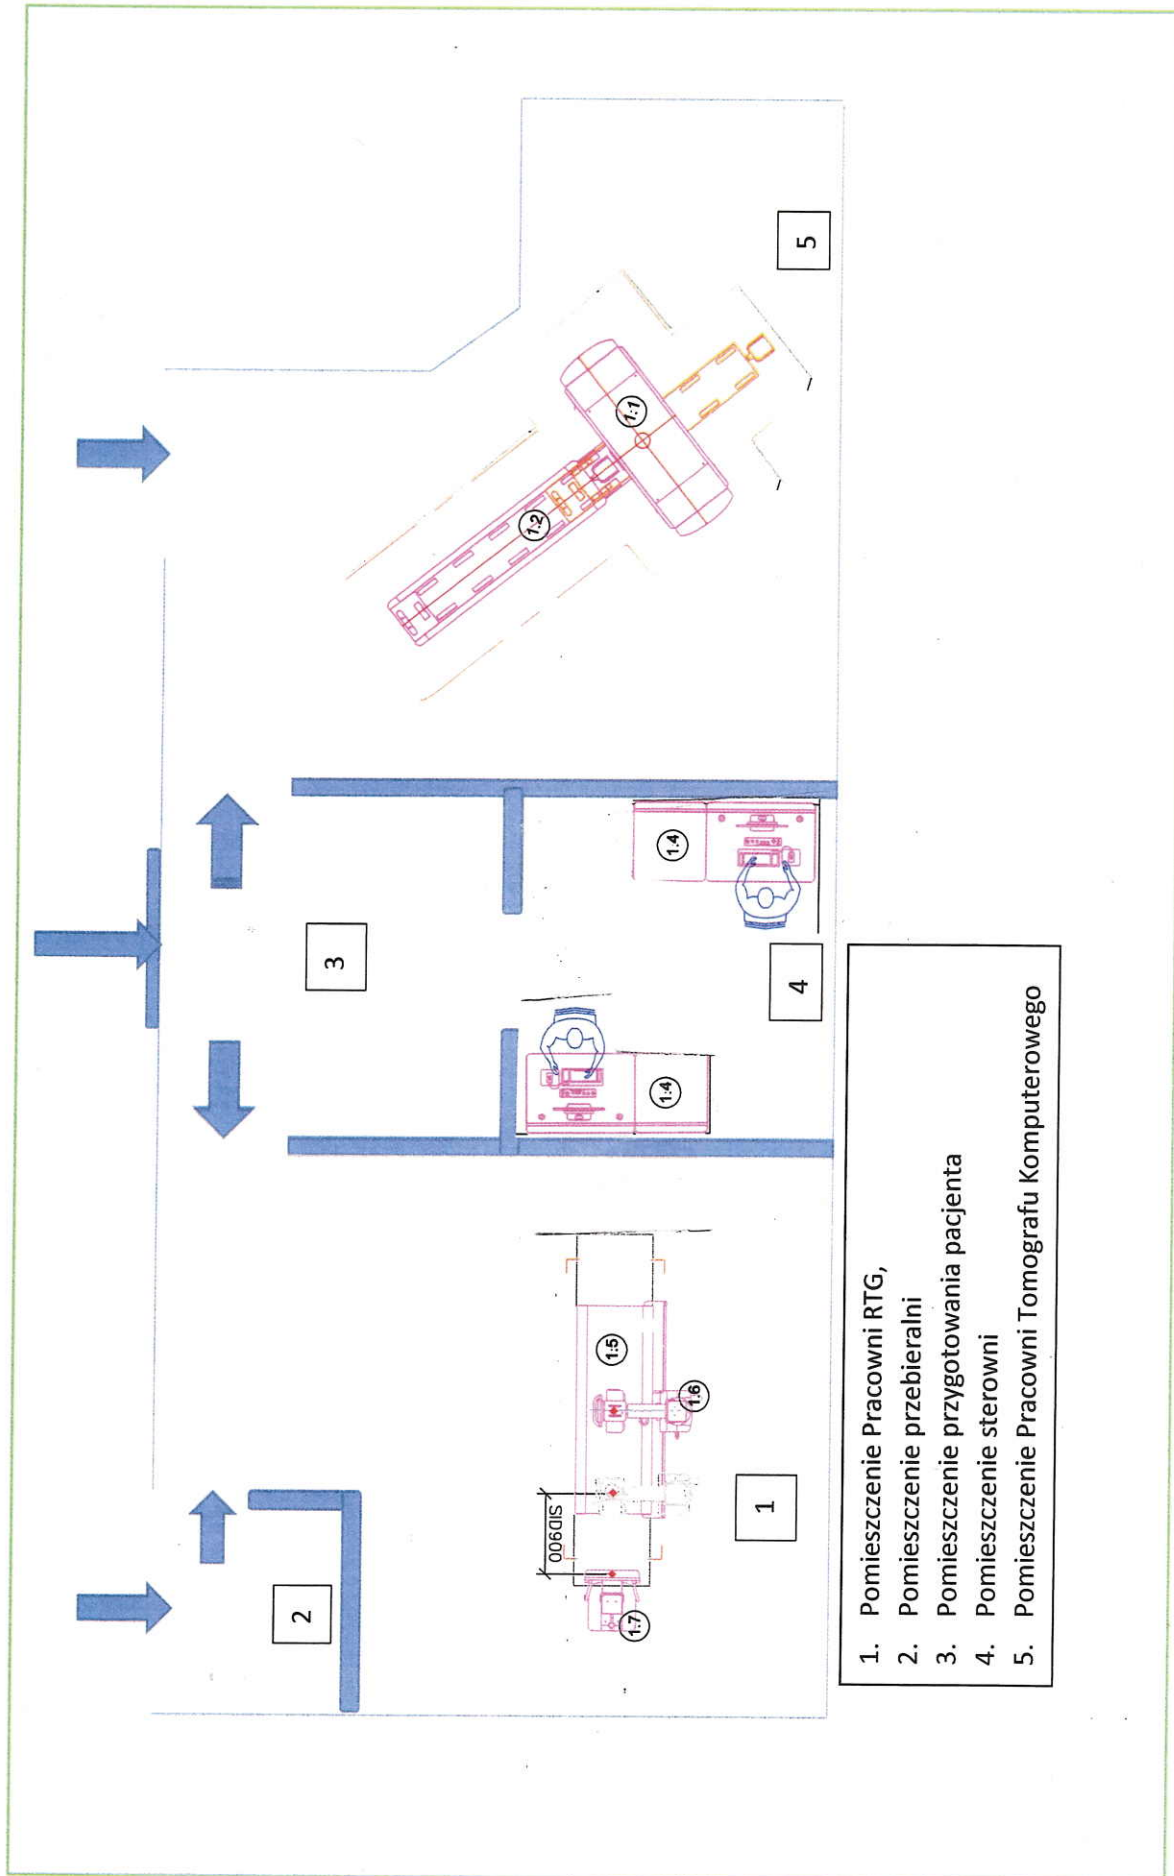 2
3
5
1.2
1:1
1.4
1:4
4
SID900
1:5
1.6
1:7
1
1. Pomieszczenie Pracowni RTG,
2. Pomieszczenie przebieralni
3. Pomieszczenie przygotowania pacjenta
4. Pomieszczenie sterowni
5. Pomieszczenie Pracowni Tomografu Komputerowego